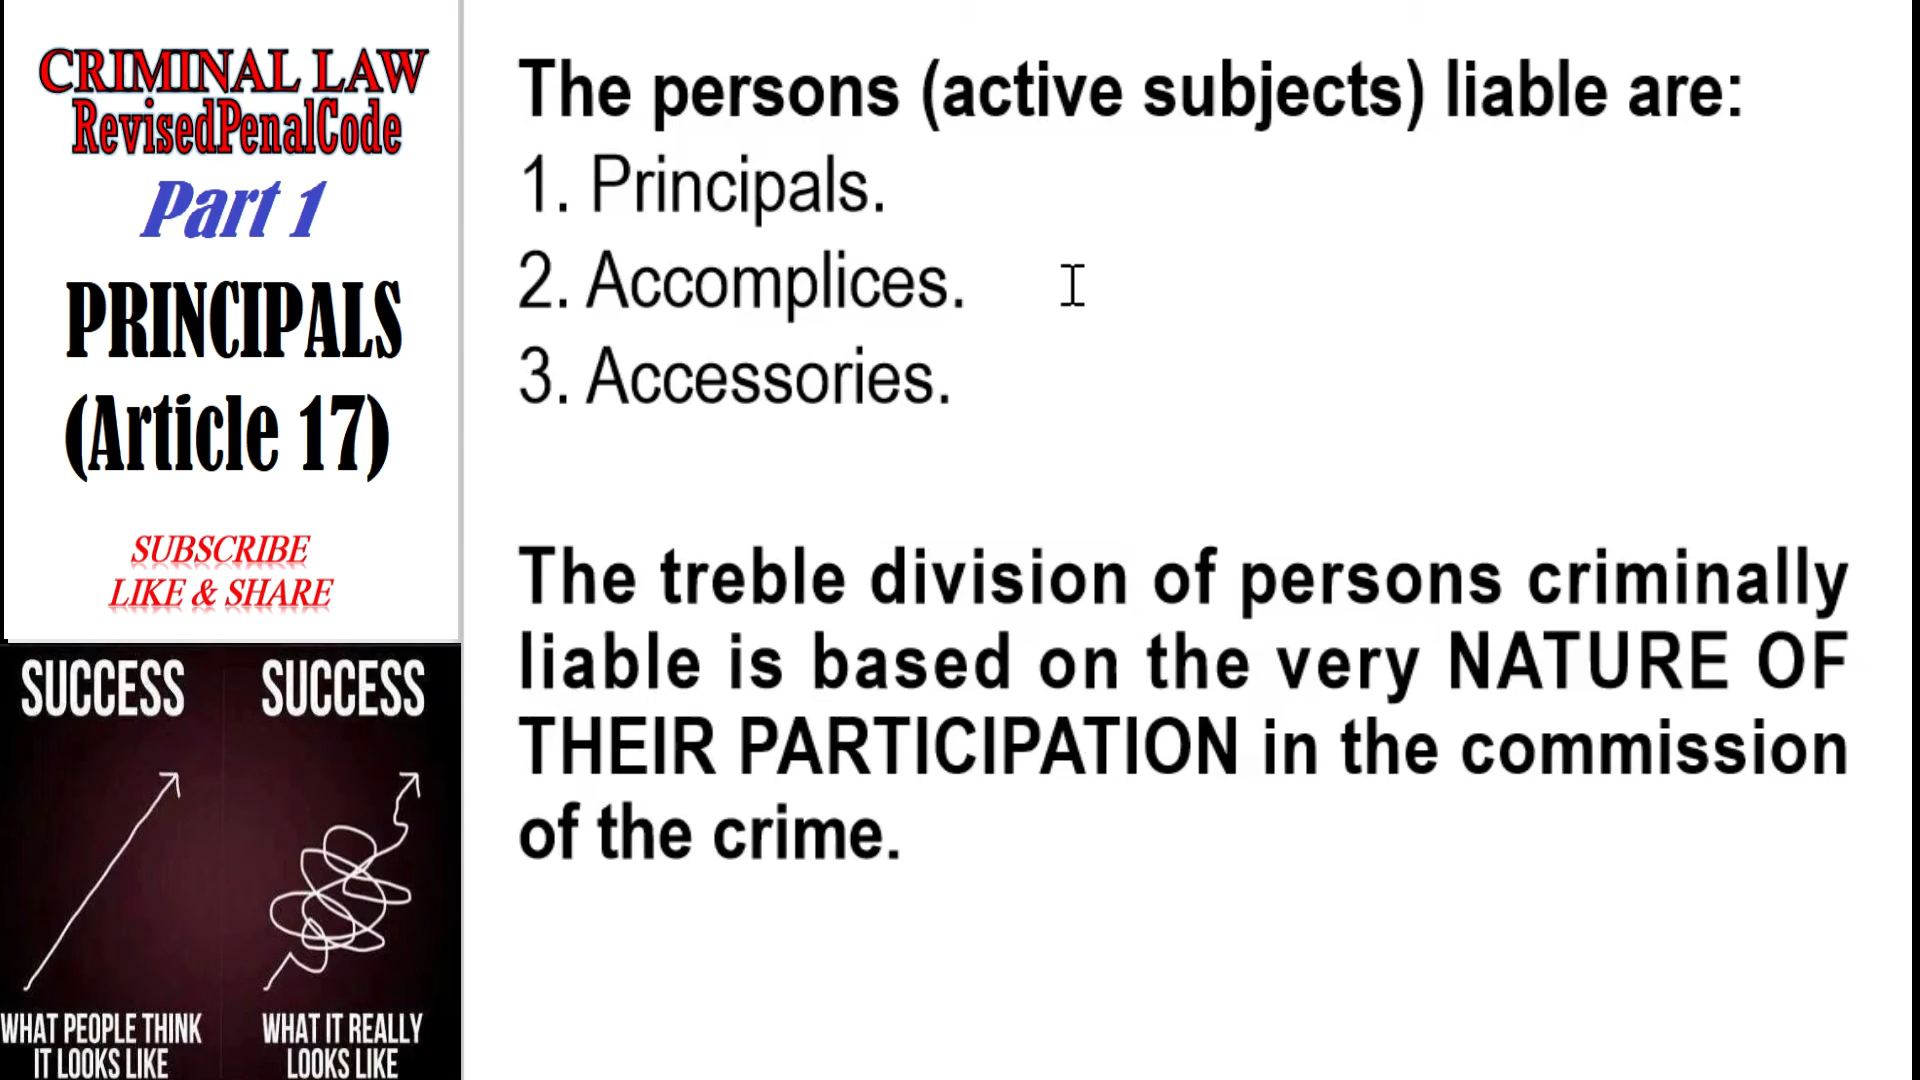 CRIMINAL LAW
RevisedPenalCode
Part 1
PRINCIPALS
(Article 17)
SUBSCRIBE
LIKE & SHARE
SUCCESS
WHAT PEOPLE THINK
IT LOOKS LIKE
SUCCESS
WHAT IT REALLY
LOOKS LIKE
The persons (active subjects) liable are:
1. Principals.
2. Accomplices.
3. Accessories.
The treble division of persons criminally
liable is based on the very NATURE OF
THEIR PARTICIPATION in the commission
of the crime.